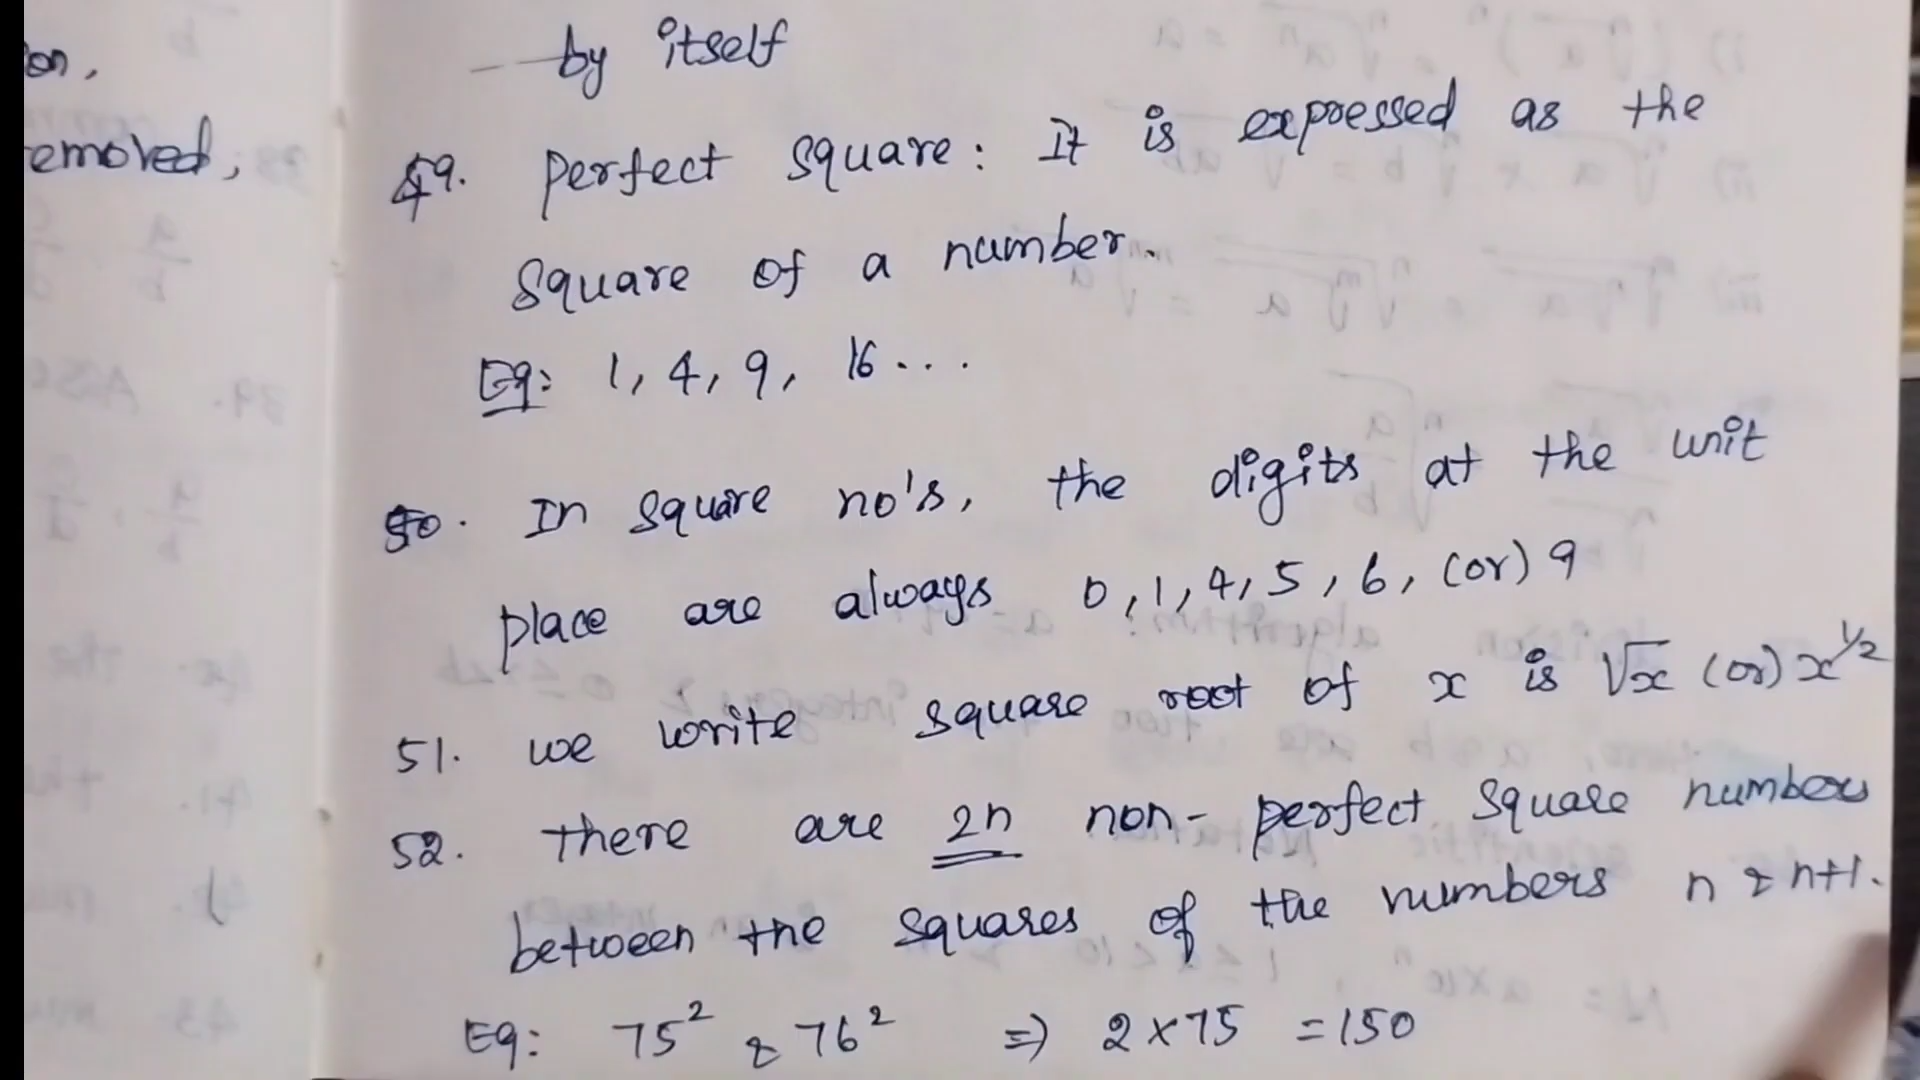 on,
emoved;
by itself
49. perfect square: It is expressed as the
square of a number.
Eg: 1, 4, 9, 16...
50. In square no's, the digits at the unit
place are always 0, 1, 4, 5, 6, (or) 9
51. we write square root of x is √x (or) x^1/2
52. there are 2n non-perfect square numbers
between the squares of the numbers n & n+1.
Eg: 75² & 76² => 2×75 = 150